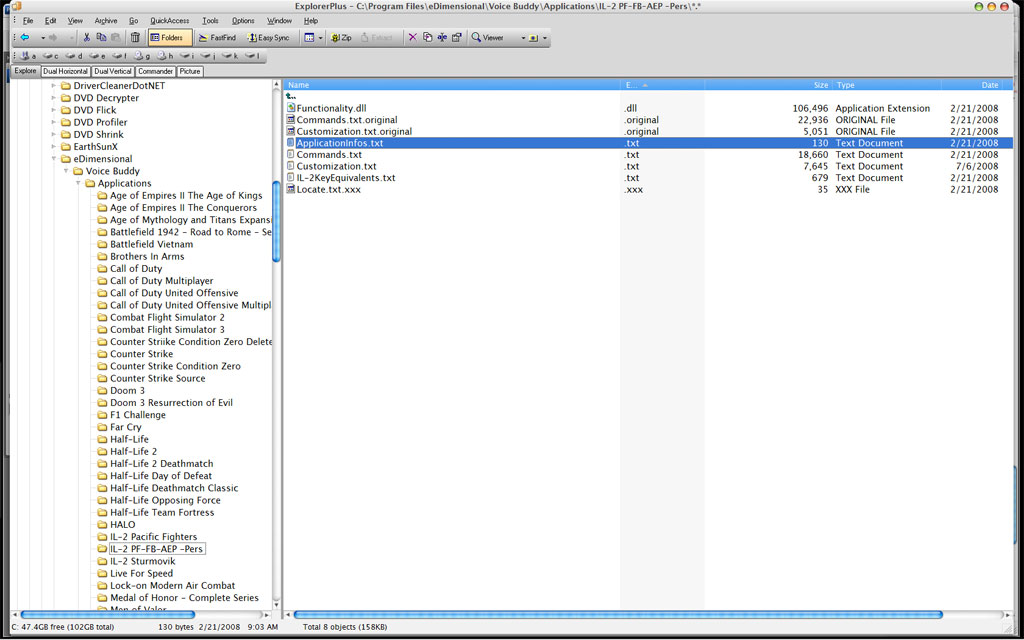 ExplorerPlus - C:\Program Files\eDimensional\Voice Buddy\Applications\IL-2 PF-FB-AEP -Pers\*.*
File Edit View Archive Go QuickAccess Tools Options Window Help
Folders FastFind Easy Sync Zip Extract Viewer
a c d e f g h i j k l
Explore Dual Horizontal Dual Vertical Commander Picture
DriverCleanerDotNET
DVD Decrypter
DVD Flick
DVD Profiler
DVD Shrink
EarthSunX
eDimensional
Voice Buddy
Applications
Age of Empires II The Age of Kings
Age of Empires II The Conquerors
Age of Mythology and Titans Expansi
Battlefield 1942 - Road to Rome - Se
Battlefield Vietnam
Brothers In Arms
Call of Duty
Call of Duty Multiplayer
Call of Duty United Offensive
Call of Duty United Offensive Multipl
Combat Flight Simulator 2
Combat Flight Simulator 3
Counter Striike Condition Zero Delete
Counter Strike
Counter Strike Condition Zero
Counter Strike Source
Doom 3
Doom 3 Resurrection of Evil
F1 Challenge
Far Cry
Half-Life
Half-Life 2
Half-Life 2 Deathmatch
Half-Life Day of Defeat
Half-Life Deathmatch Classic
Half-Life Opposing Force
Half-Life Team Fortress
HALO
IL-2 Pacific Fighters
IL-2 PF-FB-AEP -Pers
IL-2 Sturmovik
Live For Speed
Lock-on Modern Air Combat
Medal of Honor - Complete Series
Men of Valor
Name E... Size Type Date
Functionality.dll .dll 106,496 Application Extension 2/21/2008
Commands.txt.original .original 22,936 ORIGINAL File 2/21/2008
Customization.txt.original .original 5,051 ORIGINAL File 2/21/2008
ApplicationInfos.txt .txt 130 Text Document 2/21/2008
Commands.txt .txt 18,660 Text Document 2/21/2008
Customization.txt .txt 7,645 Text Document 7/6/2008
IL-2KeyEquivalents.txt .txt 679 Text Document 2/21/2008
Locate.txt.xxx .xxx 35 XXX File 2/21/2008
C: 47.4GB free (102GB total) 130 bytes 2/21/2008 9:03 AM Total 8 objects (158KB)